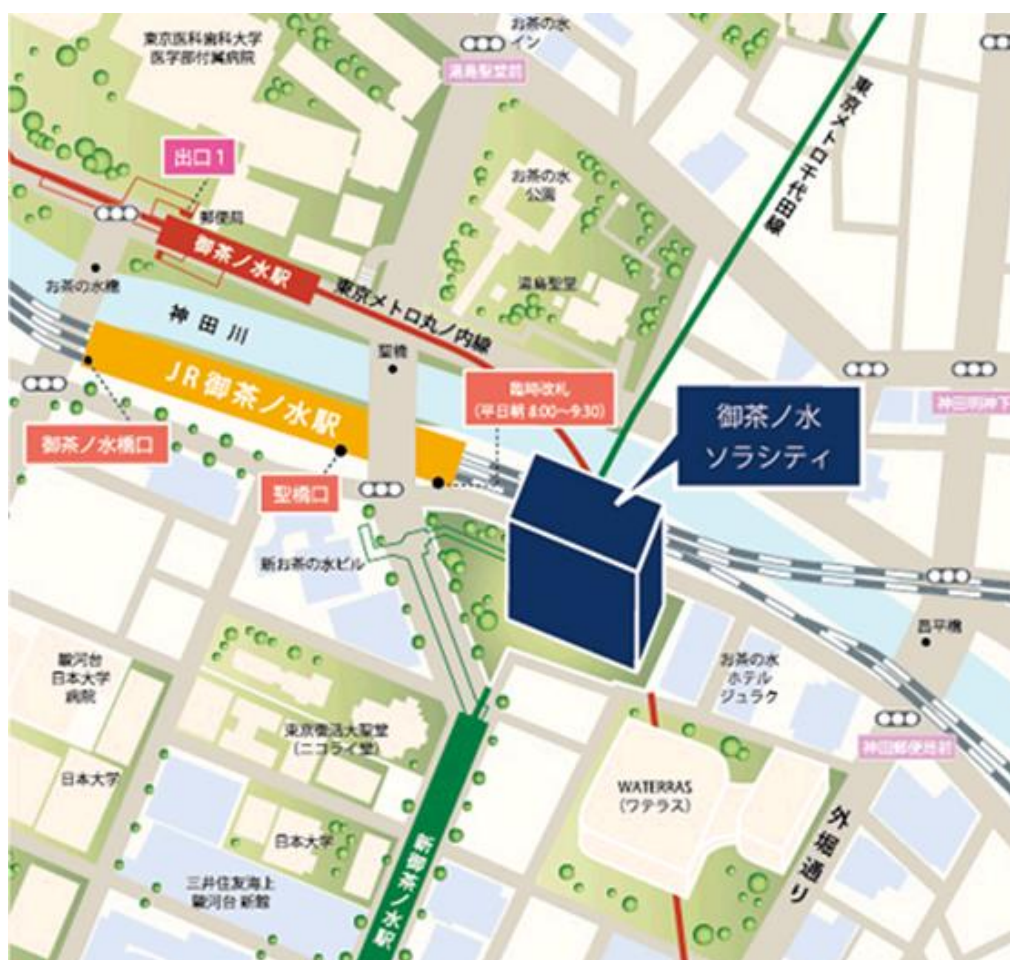 東京医科歯科大学
医学部付属病院
お茶の水
イン
湯島聖堂前
東京メトロ千代田線
出口1
お茶の水
公園
郵便局
御茶ノ水駅
お茶の水橋
湯島聖堂
東京メトロ丸ノ内線
神田川
聖橋
JR御茶ノ水駅
臨時改札
(平日朝 8:00〜9:30)
御茶ノ水
ソラシティ
神田明神下
御茶ノ水橋口
聖橋口
新お茶の水ビル
昌平橋
駿河台
日本大学
病院
お茶の水
ホテル
ジュラク
東京復活大聖堂
(ニコライ堂)
神田郵便局前
日本大学
WATERRAS
(ワテラス)
外堀通り
日本大学
新御茶ノ水駅
三井住友海上
駿河台 新館